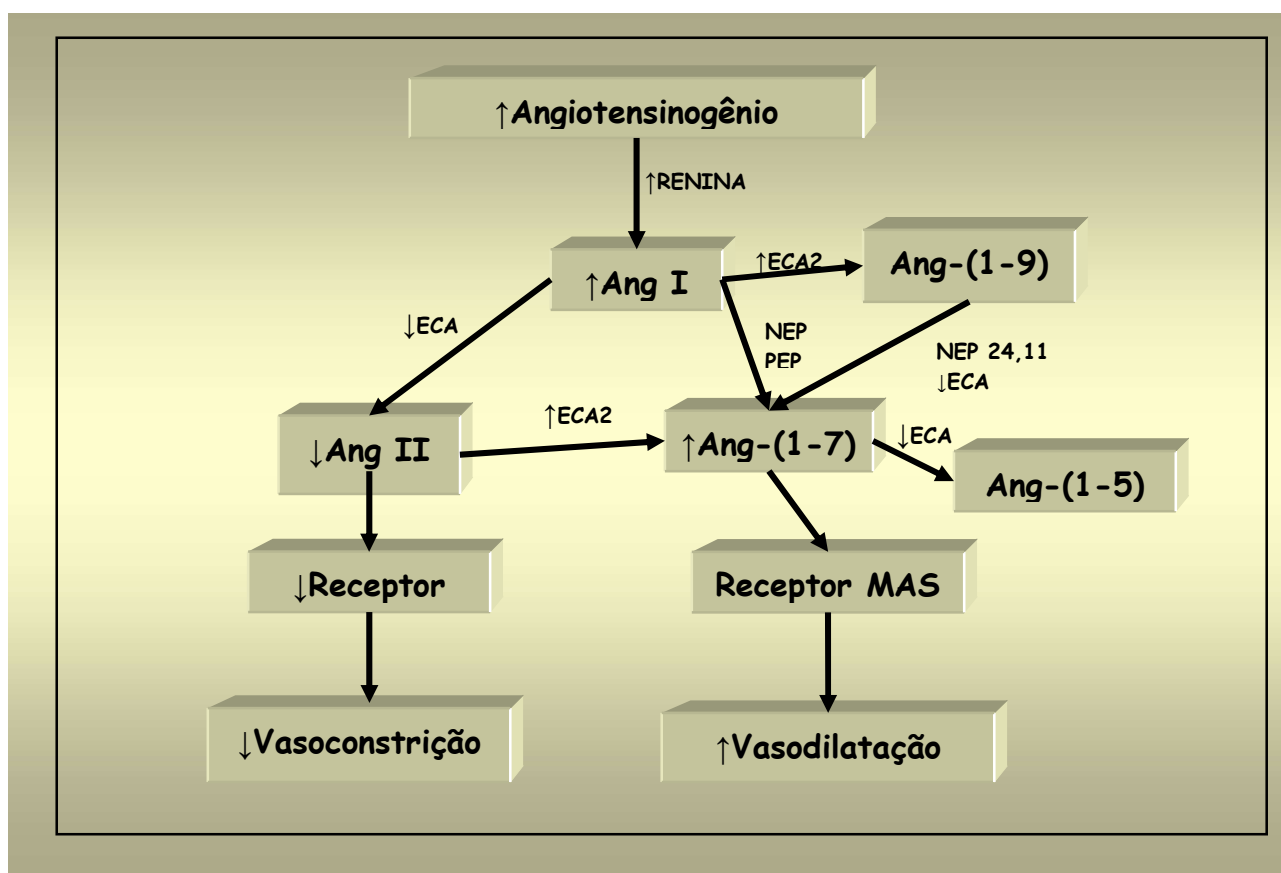 ↑Angiotensinogênio
↑RENINA
↑Ang I
↑ECA2
Ang-(1-9)
↓ECA
NEP
PEP
NEP 24,11
↓ECA
↓Ang II
↑ECA2
↑Ang-(1-7)
↓ECA
Ang-(1-5)
↓Receptor
Receptor MAS
↓Vasoconstrição
↑Vasodilatação